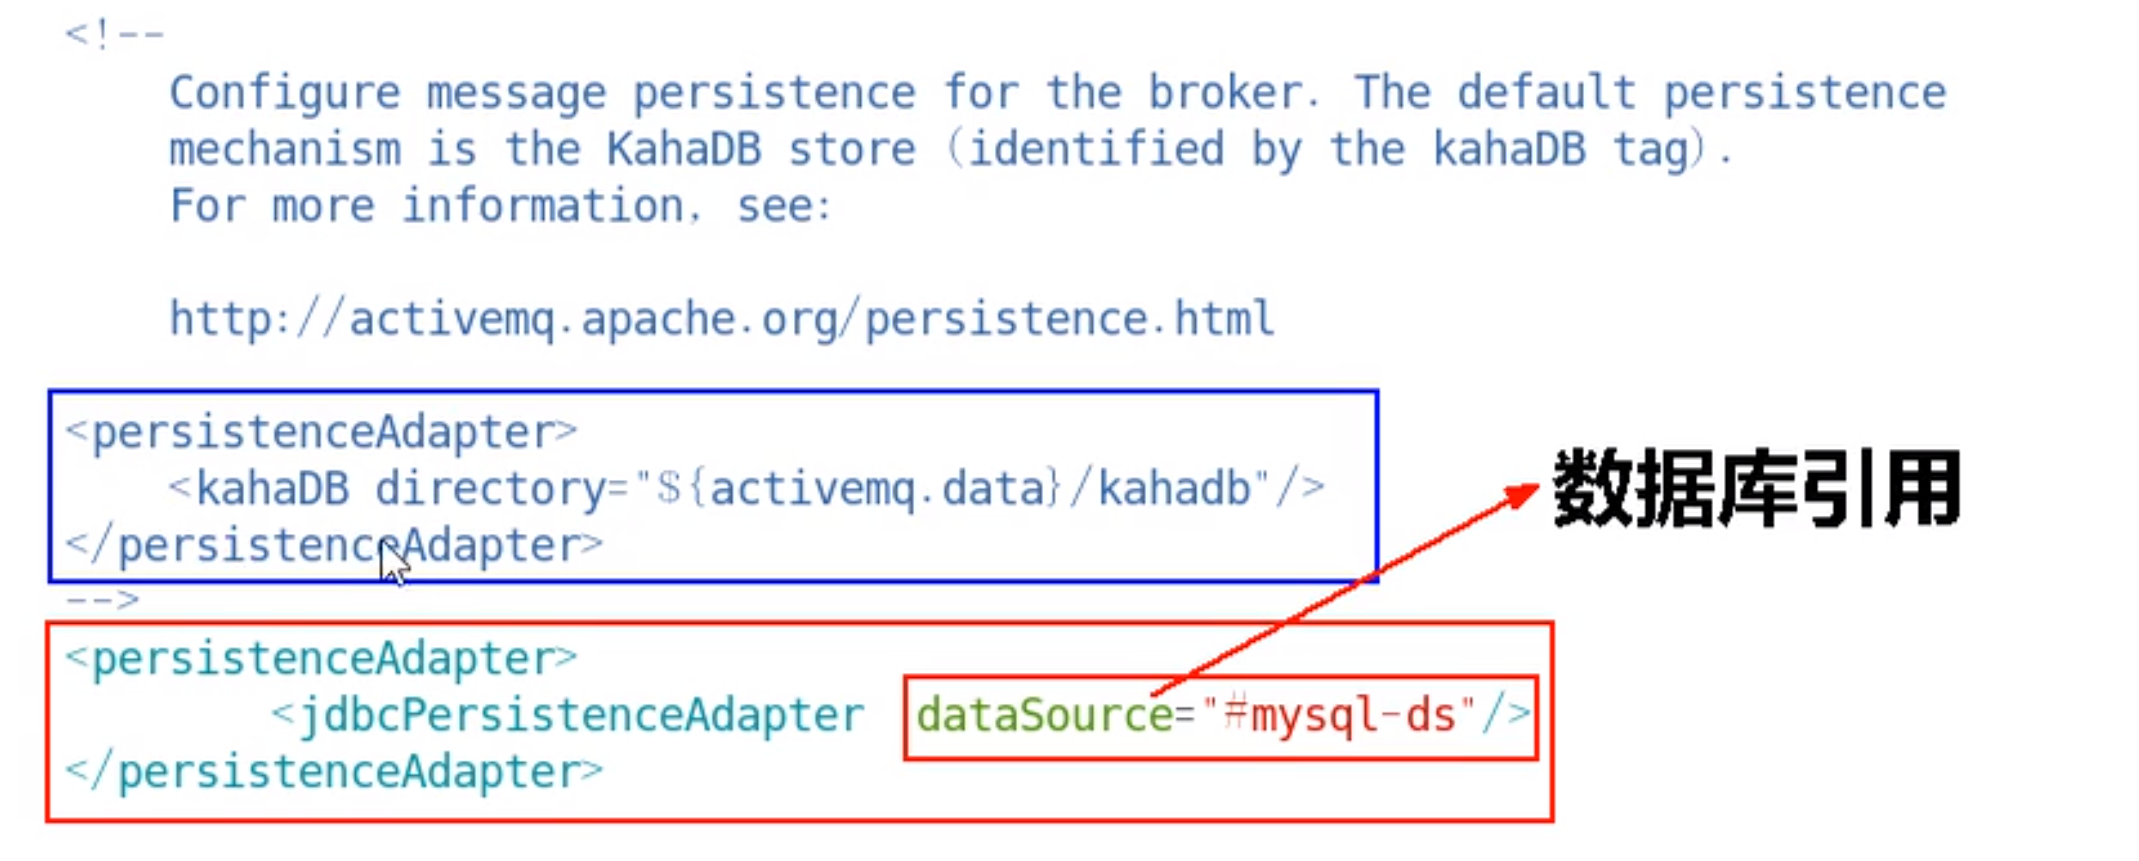 <!--
Configure message persistence for the broker. The default persistence
mechanism is the KahaDB store (identified by the kahaDB tag).
For more information, see:
http://activemq.apache.org/persistence.html
<persistenceAdapter>
<kahaDB directory="${activemq.data}/kahadb"/>
</persistenceAdapter>
-->
数据库引用
<persistenceAdapter>
<jdbcPersistenceAdapter dataSource="#mysql-ds"/>
</persistenceAdapter>